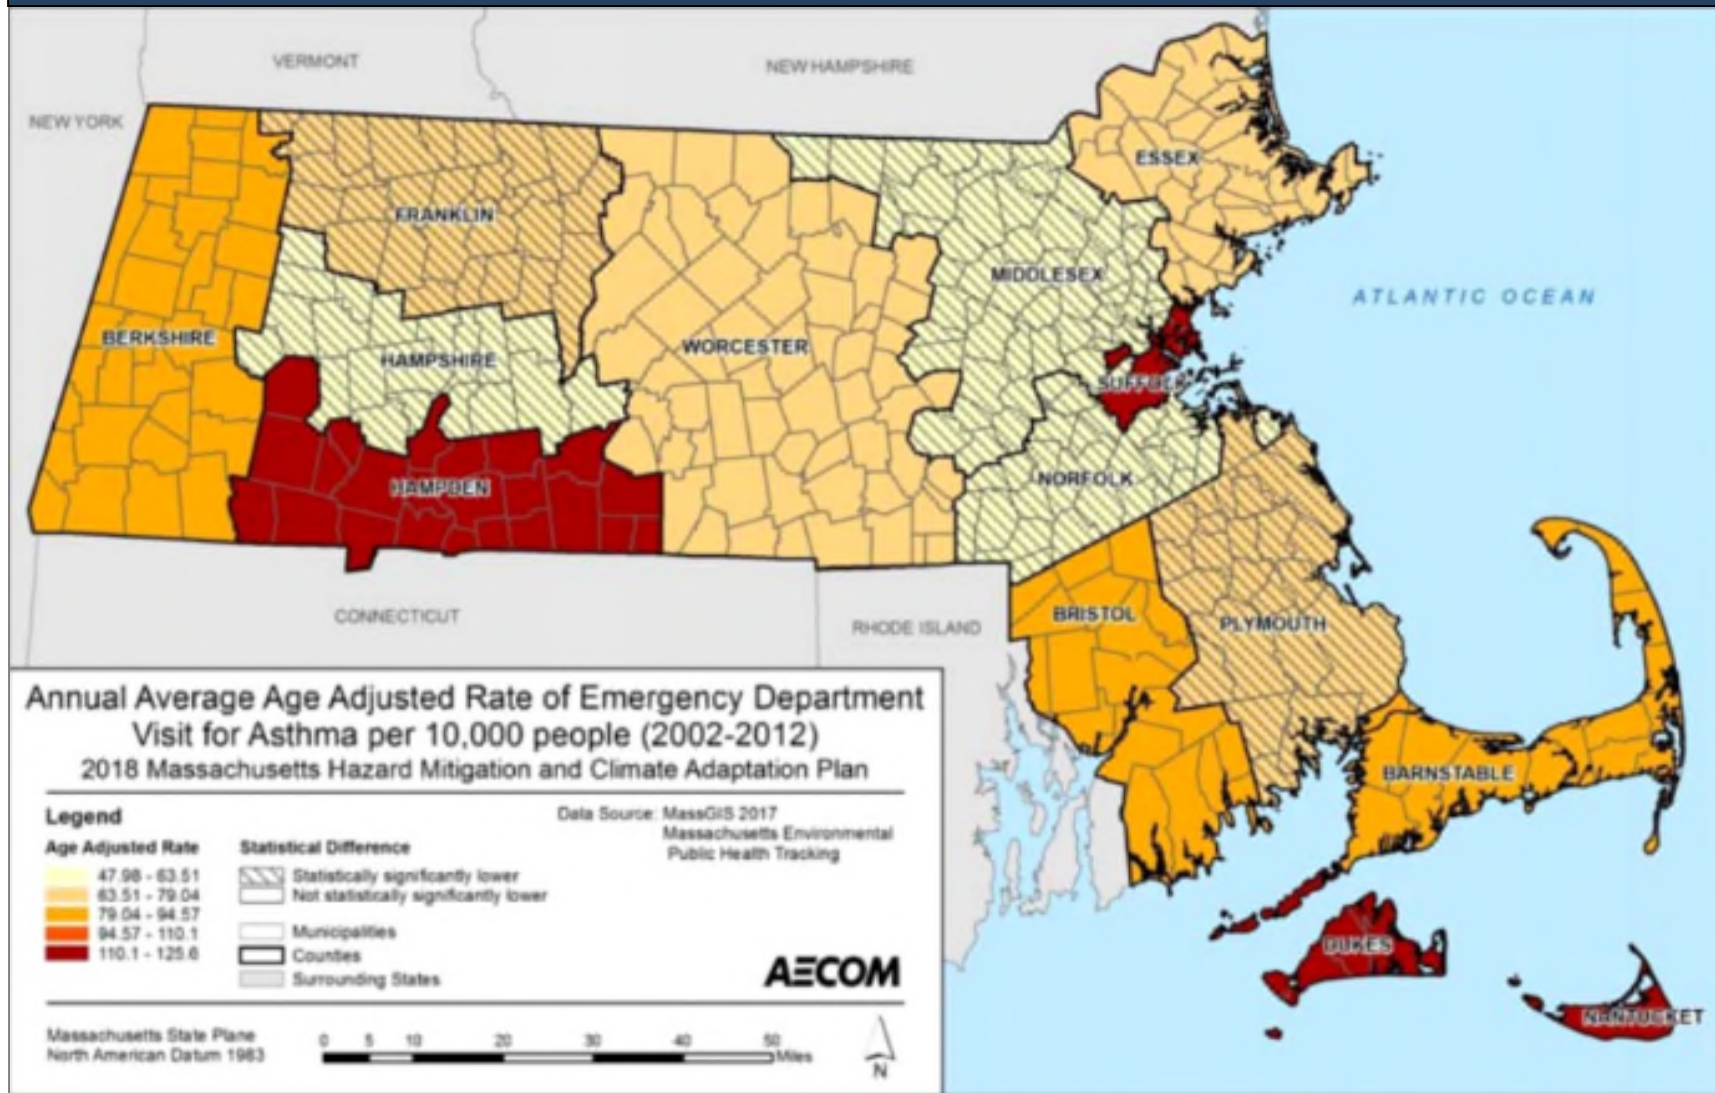 VERMONT
NEW HAMPSHIRE
NEW YORK
ESSEX
FRANKLIN
MIDDLESEX
ATLANTIC OCEAN
BERKSHIRE
HAMPSHIRE
WORCESTER
SUFFOLK
HAMPDEN
NORFOLK
CONNECTICUT
RHODE ISLAND
BRISTOL
PLYMOUTH
BARNSTABLE
DUKES
NANTUCKET
Annual Average Age Adjusted Rate of Emergency Department
Visit for Asthma per 10,000 people (2002-2012)
2018 Massachusetts Hazard Mitigation and Climate Adaptation Plan
Legend
Age Adjusted Rate
47.98 - 63.51
63.51 - 79.04
79.04 - 94.57
94.57 - 110.1
110.1 - 125.6
Statistical Difference
Statistically significantly lower
Not statistically significantly lower
Municipalities
Counties
Surrounding States
Data Source: MassGIS 2017
Massachusetts Environmental
Public Health Tracking
AECOM
Massachusetts State Plane
North American Datum 1983
0 5 10 20 30 40 50 Miles
N